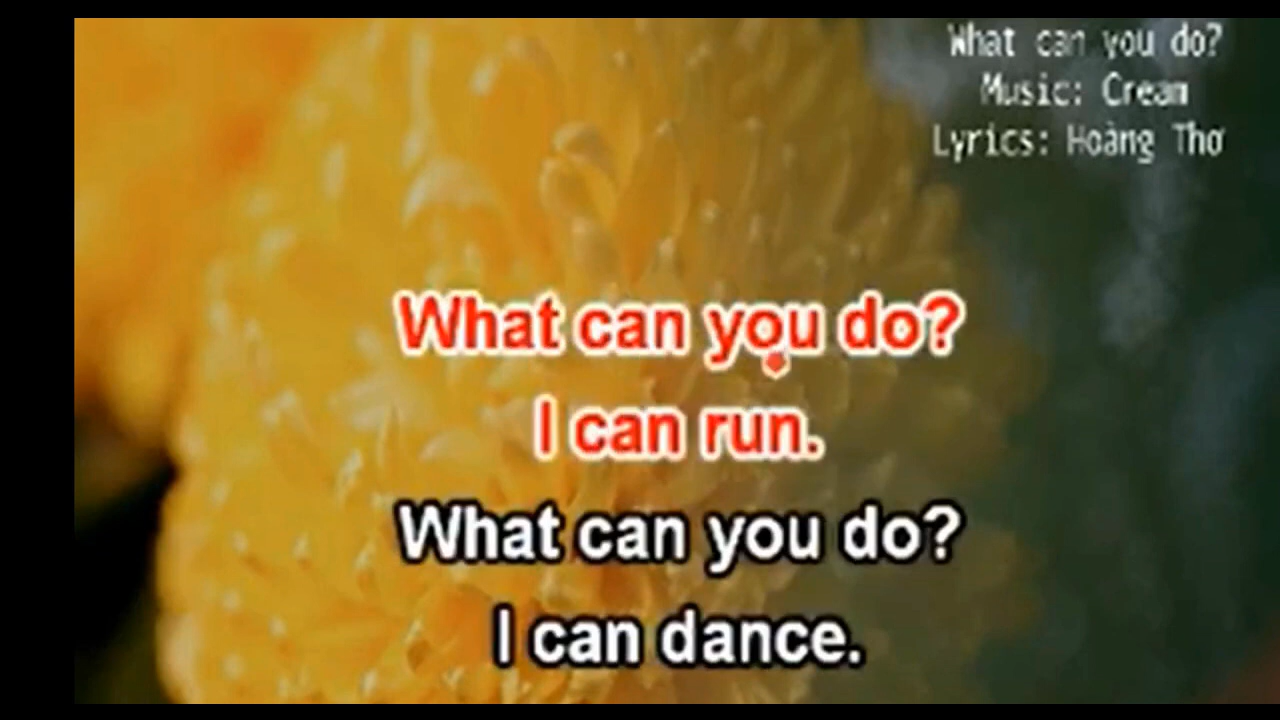 What can you do?
Music: Cream
Lyrics: Hoàng Thơ
What can you do?
I can run.
What can you do?
I can dance.